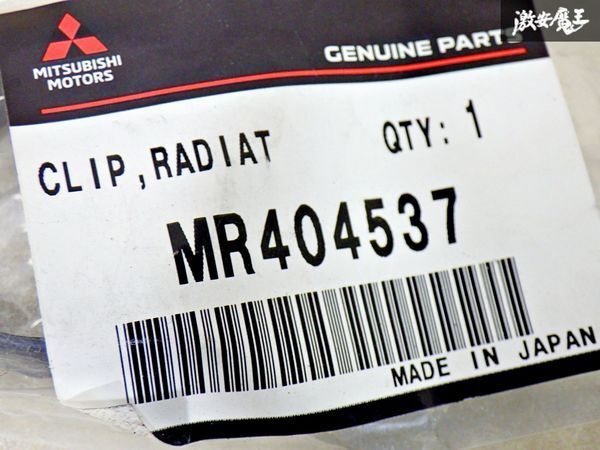 激安魔王
MITSUBISHI
MOTORS
GENUINE PARTS
CLIP,RADIAT QTY: 1
MR404537
MADE IN JAPAN